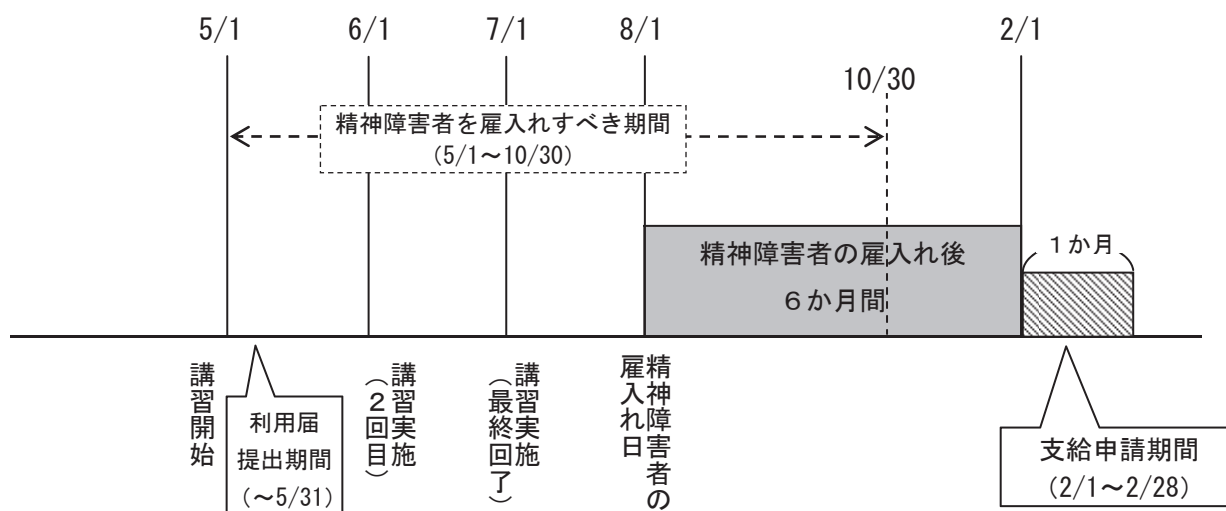 5/1
6/1
7/1
8/1
2/1
10/30
精神障害者を雇入れすべき期間
(5/1～10/30)
精神障害者の雇入れ後
６か月間
１か月
講習開始
利用届
提出期間
(～5/31)
講習実施
（２回目）
講習実施
（最終回了）
精神障害者の
雇入れ日
支給申請期間
(2/1～2/28)